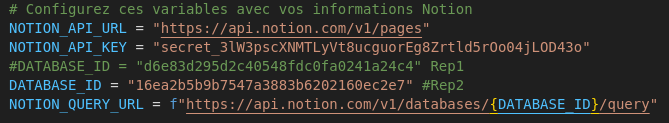 # Configurez ces variables avec vos informations Notion
NOTION_API_URL = "https://api.notion.com/v1/pages"
NOTION_API_KEY = "secret_3lW3pscXNMTLyVt8ucguorEg8Zrtld5rOo04jLOD43o"
#DATABASE_ID = "d6e83d295d2c40548fdc0fa0241a24c4" Rep1
DATABASE_ID = "16ea2b5b9b7547a3883b6202160ec2e7" #Rep2
NOTION_QUERY_URL = f"https://api.notion.com/v1/databases/{DATABASE_ID}/query"